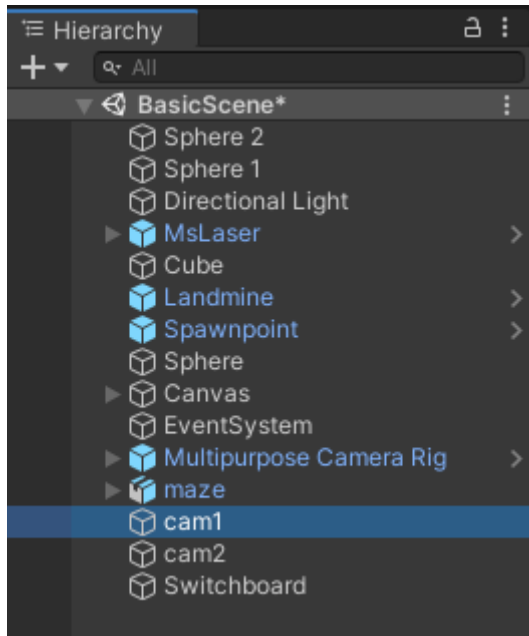 Hierarchy
All
BasicScene*
Sphere 2
Sphere 1
Directional Light
MsLaser
Cube
Landmine
Spawnpoint
Sphere
Canvas
EventSystem
Multipurpose Camera Rig
maze
cam1
cam2
Switchboard